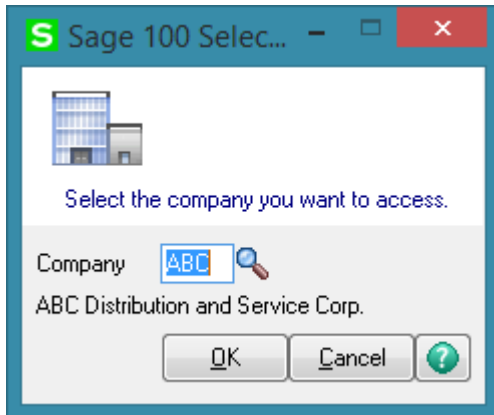 S Sage 100 Selec...
Select the company you want to access.
Company ABC
ABC Distribution and Service Corp.
OK Cancel ?